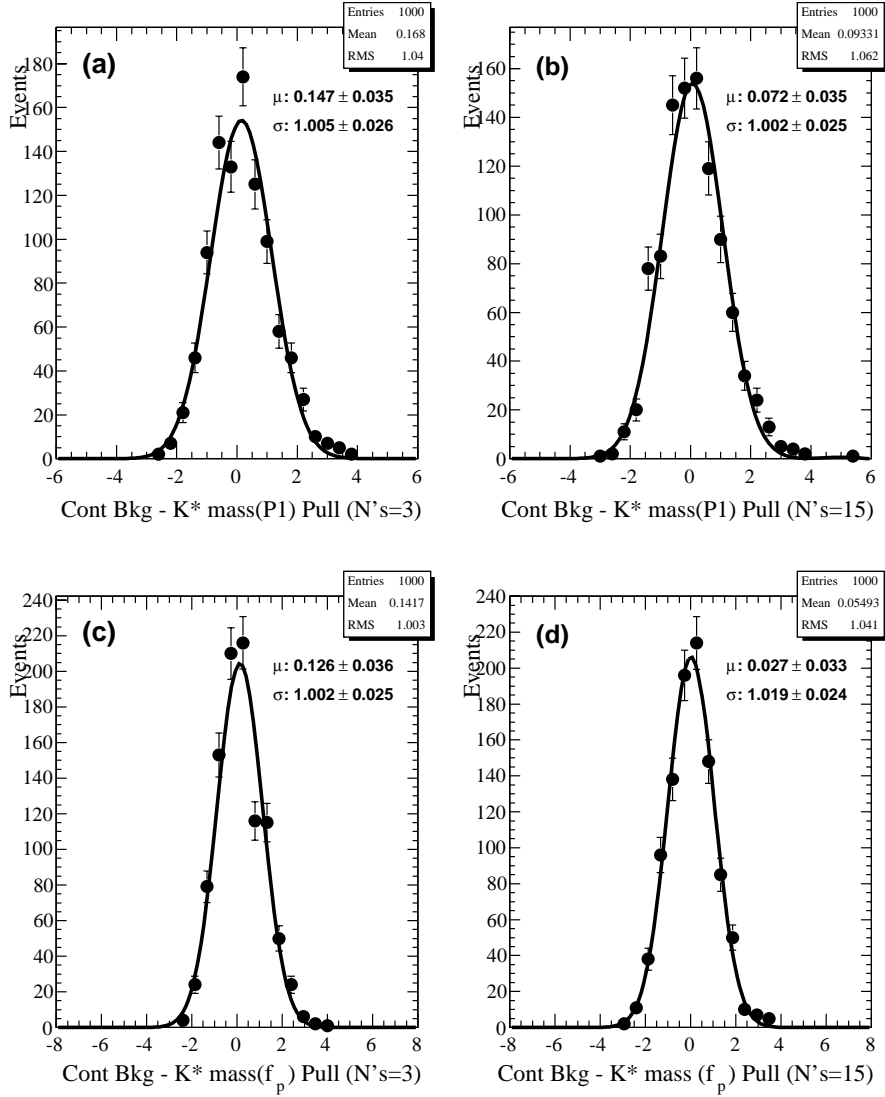 Entries 1000
Mean 0.168
RMS 1.04
(a)
μ: 0.147 ± 0.035
σ: 1.005 ± 0.026
Events
180
160
140
120
100
80
60
40
20
0
-6 -4 -2 0 2 4 6
Cont Bkg - K* mass(P1) Pull (N's=3)
Entries 1000
Mean 0.09331
RMS 1.062
(b)
μ: 0.072 ± 0.035
σ: 1.002 ± 0.025
Events
160
140
120
100
80
60
40
20
0
-6 -4 -2 0 2 4 6
Cont Bkg - K* mass(P1) Pull (N's=15)
Entries 1000
Mean 0.1417
RMS 1.003
(c)
μ: 0.126 ± 0.036
σ: 1.002 ± 0.025
Events
240
220
200
180
160
140
120
100
80
60
40
20
0
-8 -6 -4 -2 0 2 4 6 8
Cont Bkg - K* mass(f_p) Pull (N's=3)
Entries 1000
Mean 0.05493
RMS 1.041
(d)
μ: 0.027 ± 0.033
σ: 1.019 ± 0.024
Events
240
220
200
180
160
140
120
100
80
60
40
20
0
-8 -6 -4 -2 0 2 4 6 8
Cont Bkg - K* mass (f_p) Pull (N's=15)